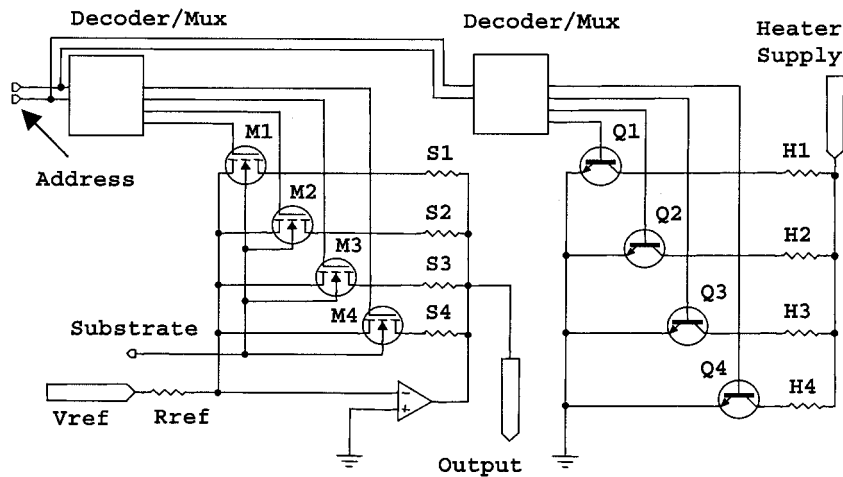 Decoder/Mux
Decoder/Mux
Heater
Supply
Address
M1
M2
M3
M4
S1
S2
S3
S4
Q1
Q2
Q3
Q4
H1
H2
H3
H4
Substrate
Vref
Rref
-
+
Output